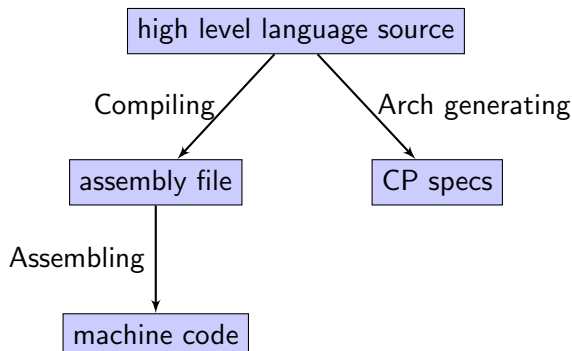 high level language source
Compiling
Arch generating
assembly file
CP specs
Assembling
machine code